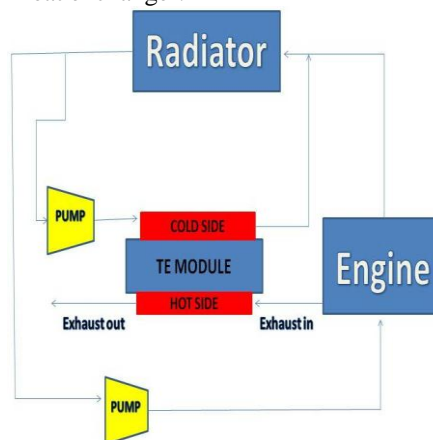 Radiator
PUMP
COLD SIDE
TE MODULE
HOT SIDE
Engine
Exhaust out
Exhaust in
PUMP